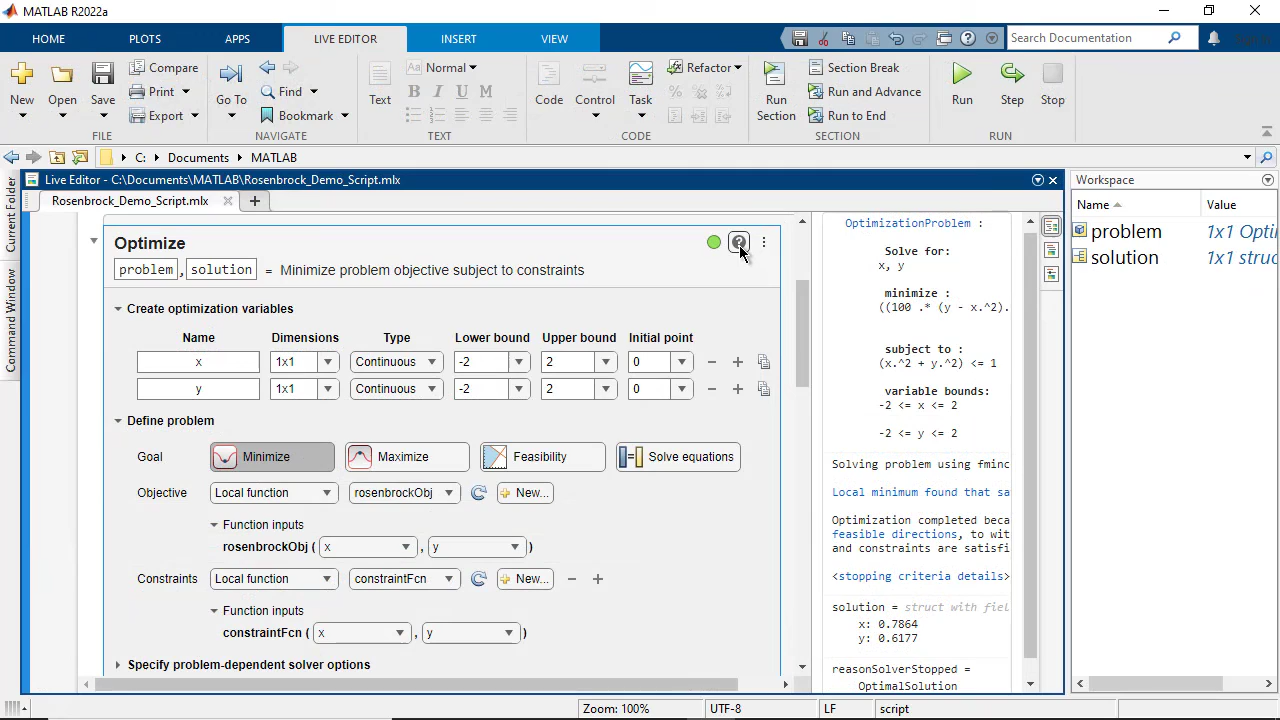 MATLAB R2022a
HOME PLOTS APPS LIVE EDITOR INSERT VIEW Search Documentation
New Open Save Compare Print Export Go To Find Bookmark Text Aa Normal B I U M Code Control Task Refactor Run Section Section Break Run and Advance Run to End Run Step Stop
FILE NAVIGATE TEXT CODE SECTION RUN
C: Documents MATLAB
Current Folder
Command Window
Live Editor - C:\Documents\MATLAB\Rosenbrock_Demo_Script.mlx
Rosenbrock_Demo_Script.mlx
Optimize
problem , solution = Minimize problem objective subject to constraints
Create optimization variables
Name Dimensions Type Lower bound Upper bound Initial point
x 1x1 Continuous -2 2 0
y 1x1 Continuous -2 2 0
Define problem
Goal Minimize Maximize Feasibility Solve equations
Objective Local function rosenbrockObj New...
Function inputs
rosenbrockObj ( x , y )
Constraints Local function constraintFcn New...
Function inputs
constraintFcn ( x , y )
Specify problem-dependent solver options
OptimizationProblem :
Solve for:
x, y
minimize :
((100 .* (y - x.^2).
subject to :
(x.^2 + y.^2) <= 1
variable bounds:
-2 <= x <= 2
-2 <= y <= 2
Solving problem using fminc
Local minimum found that sa
Optimization completed beca
feasible directions, to wit
and constraints are satisfi
<stopping criteria details>
solution = struct with fiel
x: 0.7864
y: 0.6177
reasonSolverStopped =
OptimalSolution
Workspace
Name Value
problem 1x1 Opti
solution 1x1 struc
Zoom: 100% UTF-8 LF script